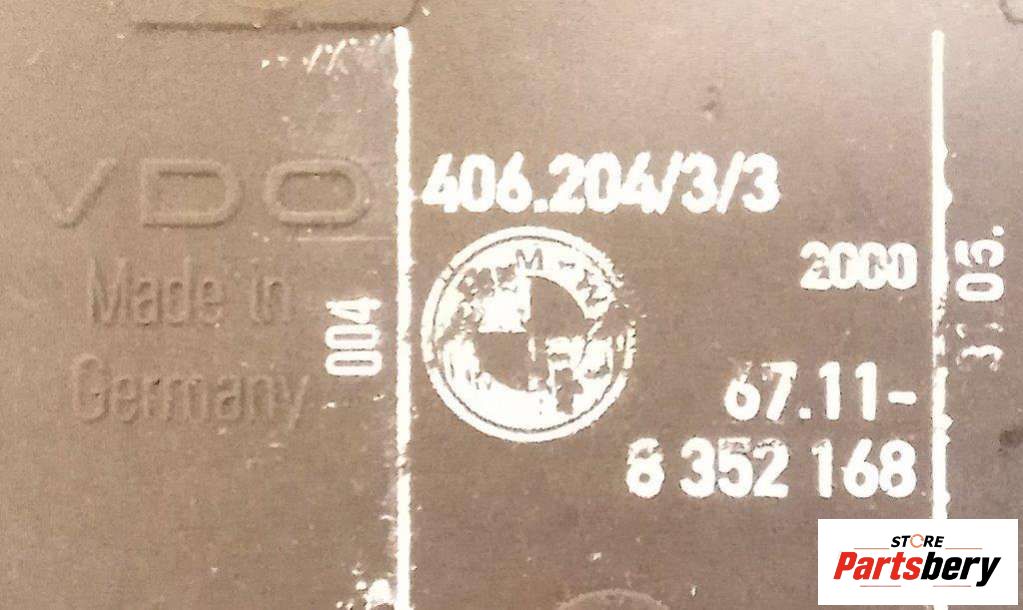 VDO
Made in
Germany
004
406.204/3/3
2000
67.11-
8 352 168
31.05.
STORE
Partsbery